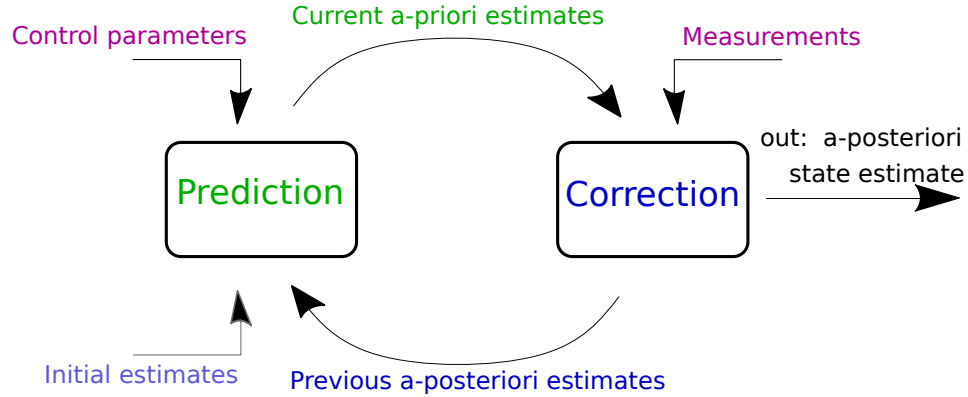 Current a-priori estimates
Control parameters
Measurements
out:  a-posteriori
state estimate
Prediction
Correction
Initial estimates
Previous a-posteriori estimates